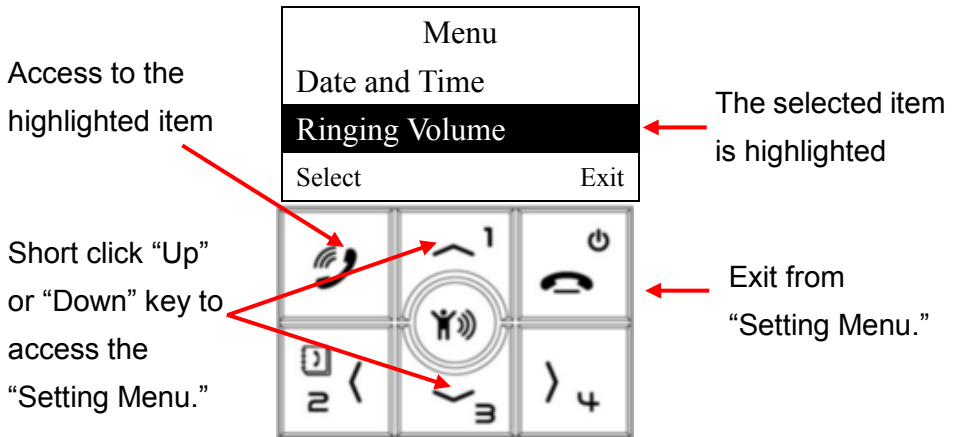 Menu
Date and Time
Ringing Volume
Select Exit
Access to the
highlighted item
The selected item
is highlighted
Short click “Up”
or “Down” key to
access the
“Setting Menu.”
1
2
3
4
Exit from
“Setting Menu.”